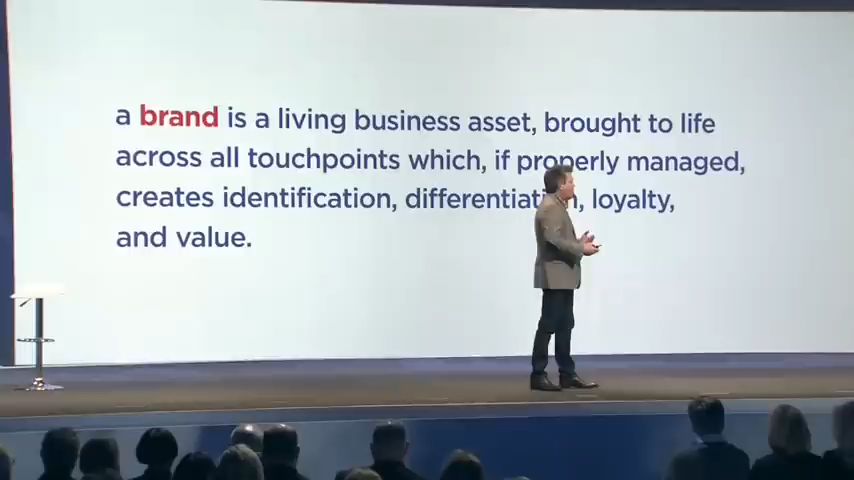 a brand is a living business asset, brought to life
across all touchpoints which, if properly managed,
creates identification, differentiation, loyalty,
and value.